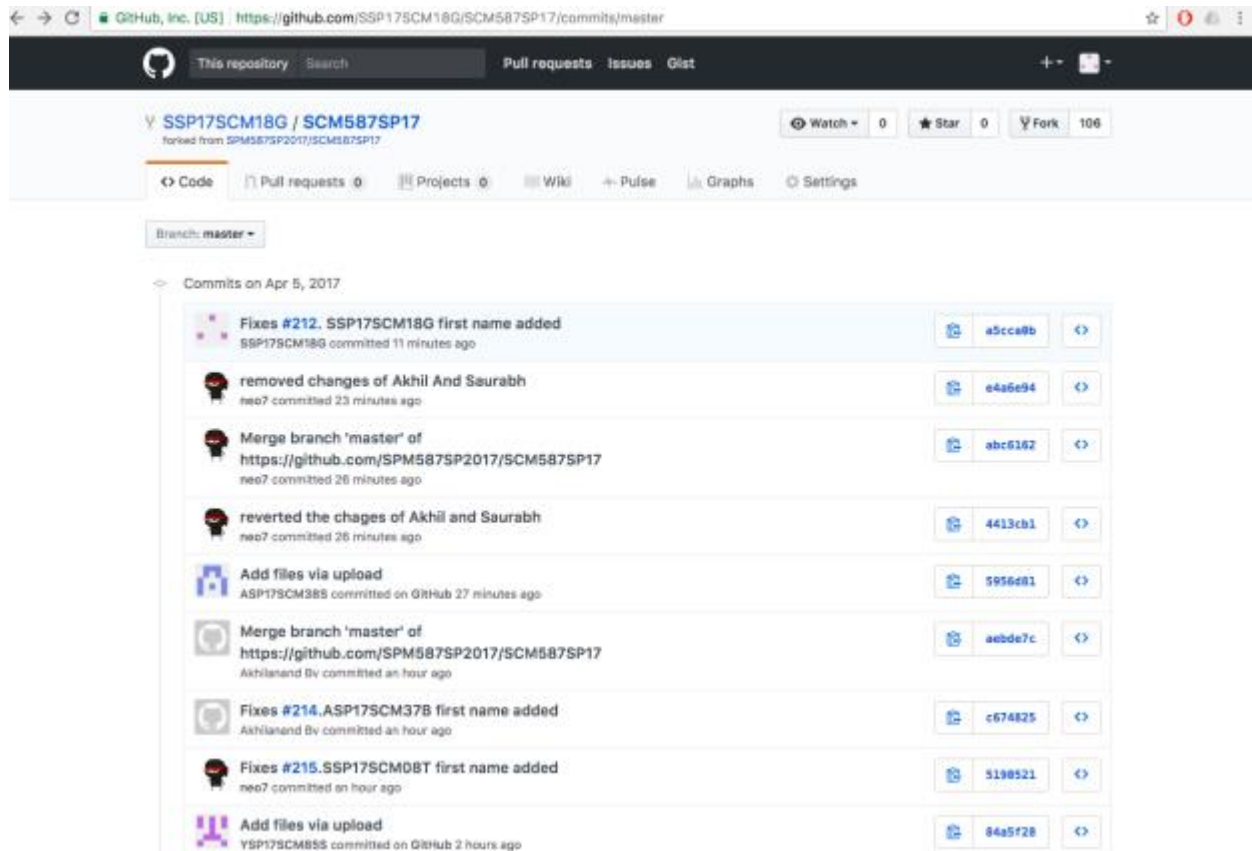 GitHub, Inc. [US] https://github.com/SSP17SCM18G/SCM587SP17/commits/master
This repository Search Pull requests Issues Gist
SSP17SCM18G / SCM587SP17
Watch 0 Star 0 Fork 106
forked from SPM587SP2017/SCM587SP17
Code Pull requests 0 Projects 0 Wiki Pulse Graphs Settings
Branch: master
Commits on Apr 5, 2017
Fixes #212. SSP17SCM18G first name added
SSP17SCM18G committed 11 minutes ago
a5cca0b
removed changes of Akhil And Saurabh
neo7 committed 23 minutes ago
e4a6e94
Merge branch 'master' of
https://github.com/SPM587SP2017/SCM587SP17
neo7 committed 26 minutes ago
abc6162
reverted the chages of Akhil and Saurabh
neo7 committed 26 minutes ago
4413cb1
Add files via upload
ASP17SCM38S committed on GitHub 27 minutes ago
5956d81
Merge branch 'master' of
https://github.com/SPM587SP2017/SCM587SP17
Akhilanand Bv committed an hour ago
aebde7c
Fixes #214.ASP17SCM37B first name added
Akhilanand Bv committed an hour ago
c674825
Fixes #215.SSP17SCM08T first name added
neo7 committed an hour ago
5190521
Add files via upload
YSP17SCM85S committed on GitHub 2 hours ago
84a5f28